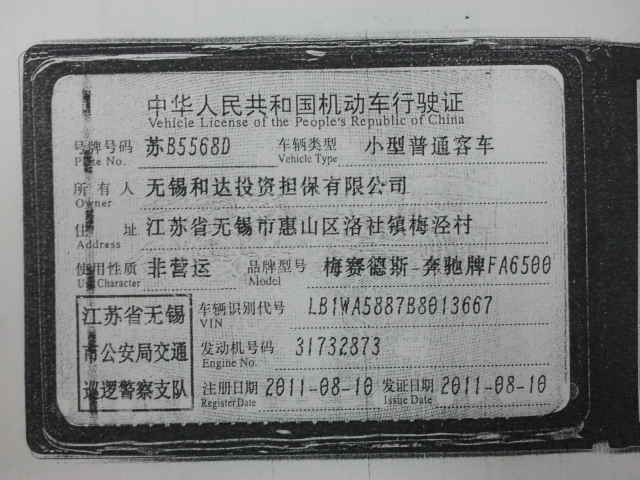 中华人民共和国机动车行驶证
Vehicle License of the People's Republic of China
号牌号码 苏B5568D 车辆类型 小型普通客车
Plate No. Vehicle Type
所有人 无锡和达投资担保有限公司
Owner
住址 江苏省无锡市惠山区洛社镇梅泾村
Address
使用性质 非营运 品牌型号 梅赛德斯-奔驰牌FA6500
Use Character Model
江苏省无锡
市公安局交通
巡逻警察支队
车辆识别代号 LB1WA5887B8013667
VIN
发动机号码 31732873
Engine No.
注册日期 2011-08-10 发证日期 2011-08-10
Register Date Issue Date